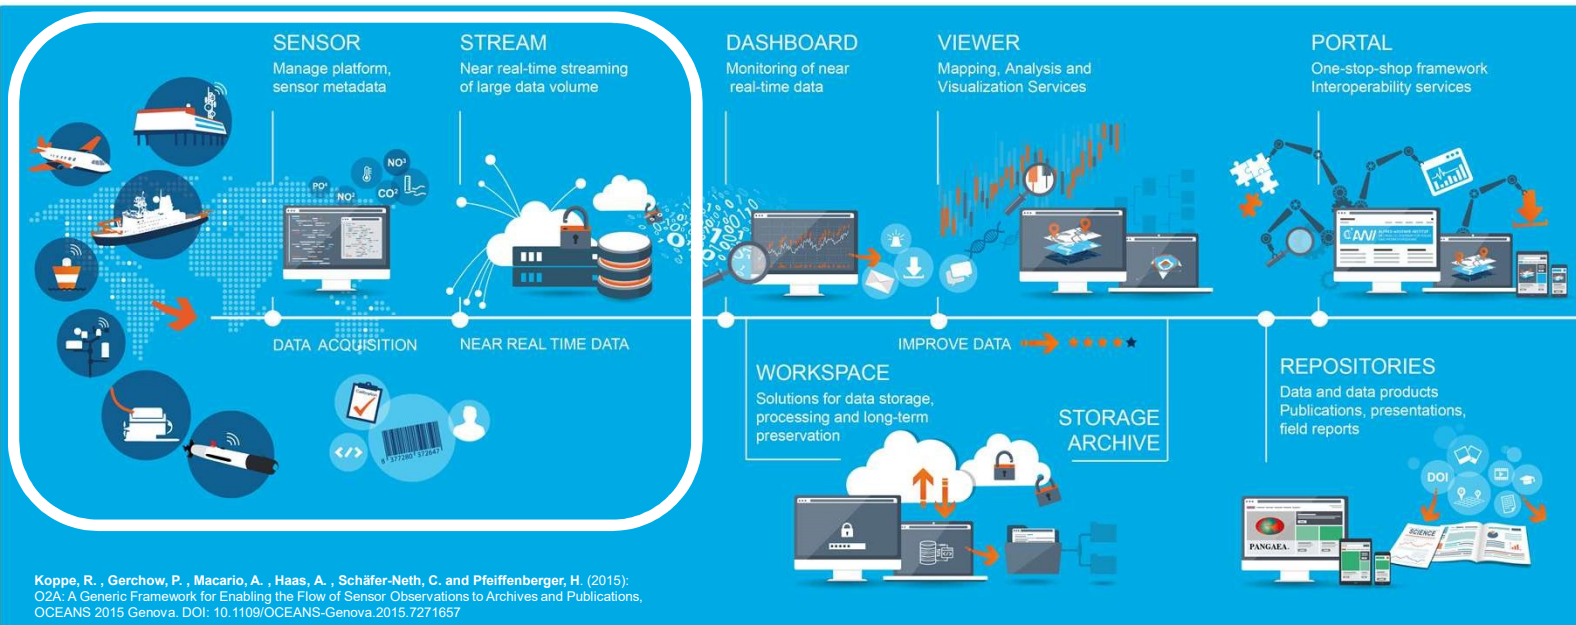 SENSOR
Manage platform,
sensor metadata
STREAM
Near real-time streaming
of large data volume
DASHBOARD
Monitoring of near
real-time data
VIEWER
Mapping, Analysis and
Visualization Services
PORTAL
One-stop-shop framework
Interoperability services
PO⁴
NO²
NO³
CO²
AWI
DATA ACQUISITION
NEAR REAL TIME DATA
IMPROVE DATA
WORKSPACE
Solutions for data storage,
processing and long-term
preservation
STORAGE
ARCHIVE
REPOSITORIES
Data and data products
Publications, presentations,
field reports
</>
8 377280 372647
DOI
PANGAEA.
SCIENCE
Koppe, R. , Gerchow, P. , Macario, A. , Haas, A. , Schäfer-Neth, C. and Pfeiffenberger, H. (2015):
O2A: A Generic Framework for Enabling the Flow of Sensor Observations to Archives and Publications,
OCEANS 2015 Genova. DOI: 10.1109/OCEANS-Genova.2015.7271657